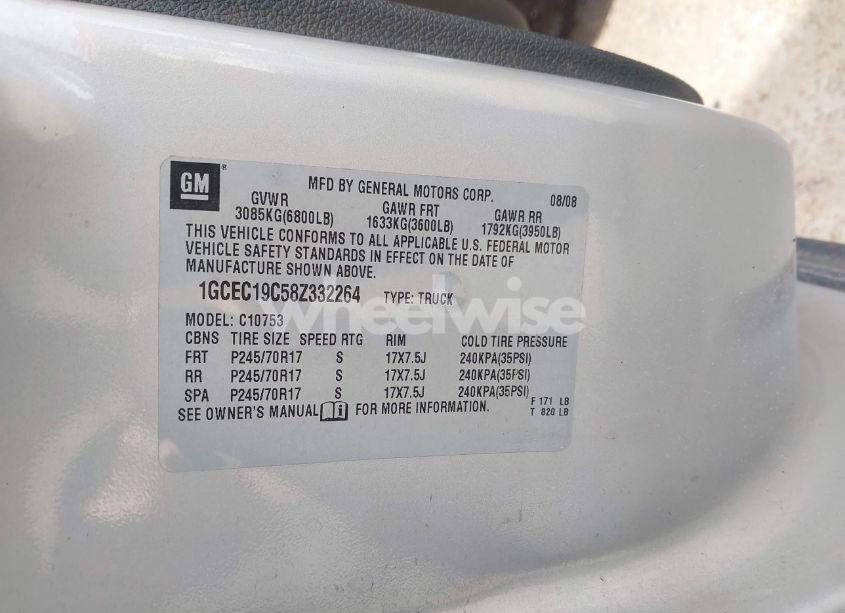 GM ® MFD BY GENERAL MOTORS CORP. 08/08
GVWR GAWR FRT GAWR RR
3085KG(6800LB) 1633KG(3600LB) 1792KG(3950LB)
THIS VEHICLE CONFORMS TO ALL APPLICABLE U.S. FEDERAL MOTOR
VEHICLE SAFETY STANDARDS IN EFFECT ON THE DATE OF
MANUFACTURE SHOWN ABOVE.
1GCEC19C58Z332264 TYPE: TRUCK
wheelwise
MODEL: C10753
CBNS TIRE SIZE SPEED RTG RIM COLD TIRE PRESSURE
FRT P245/70R17 S 17X7.5J 240KPA(35PSI)
RR P245/70R17 S 17X7.5J 240KPA(35PSI)
SPA P245/70R17 S 17X7.5J 240KPA(35PSI)
SEE OWNER'S MANUAL i FOR MORE INFORMATION.
F 171 LB
T 820 LB